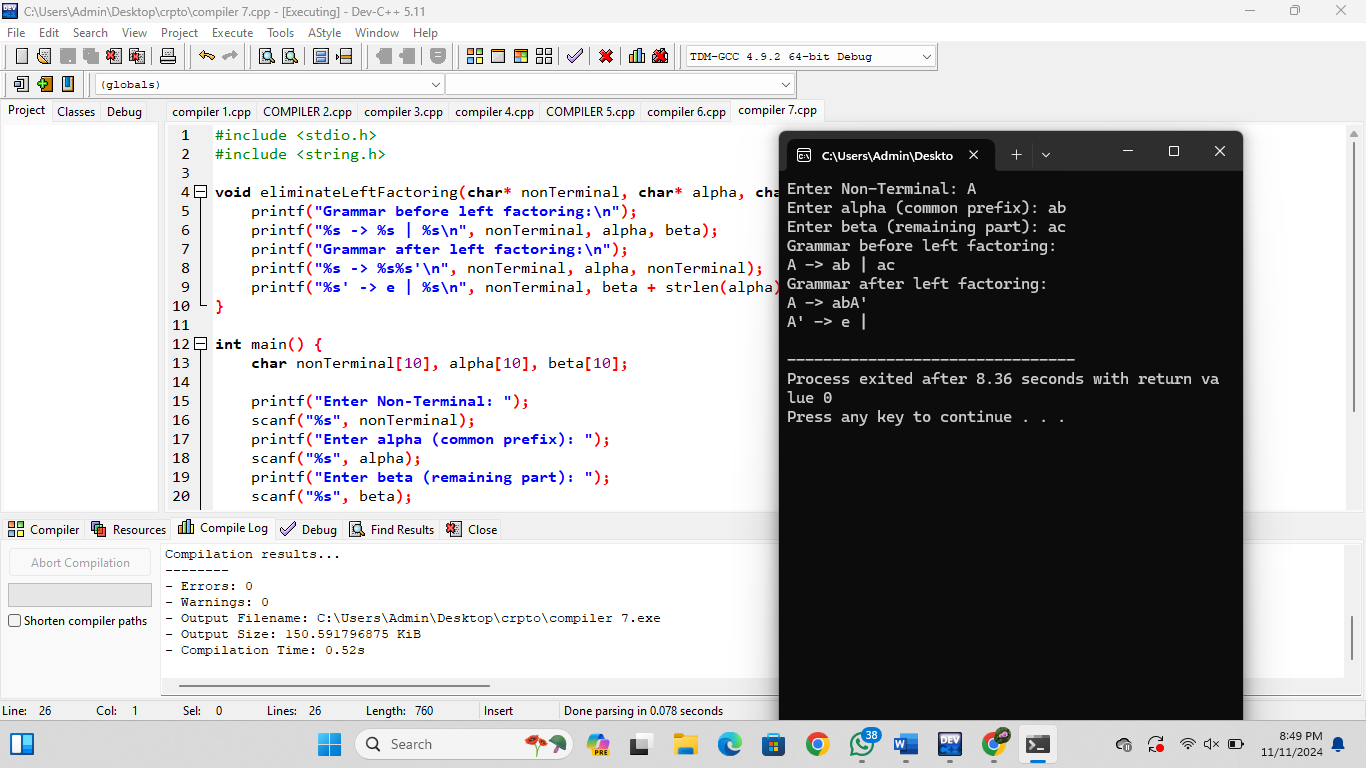 C:\Users\Admin\Desktop\crpto\compiler 7.cpp - [Executing] - Dev-C++ 5.11
File Edit Search View Project Execute Tools AStyle Window Help
TDM-GCC 4.9.2 64-bit Debug
(globals)
Project Classes Debug
compiler 1.cpp COMPILER 2.cpp compiler 3.cpp compiler 4.cpp COMPILER 5.cpp compiler 6.cpp compiler 7.cpp
1 #include <stdio.h>
2 #include <string.h>
3
4 void eliminateLeftFactoring(char* nonTerminal, char* alpha, cha
5 printf("Grammar before left factoring:\n");
6 printf("%s -> %s | %s\n", nonTerminal, alpha, beta);
7 printf("Grammar after left factoring:\n");
8 printf("%s -> %s%s'\n", nonTerminal, alpha, nonTerminal);
9 printf("%s' -> e | %s\n", nonTerminal, beta + strlen(alpha)
10 }
11
12 int main() {
13 char nonTerminal[10], alpha[10], beta[10];
14
15 printf("Enter Non-Terminal: ");
16 scanf("%s", nonTerminal);
17 printf("Enter alpha (common prefix): ");
18 scanf("%s", alpha);
19 printf("Enter beta (remaining part): ");
20 scanf("%s", beta);
C:\Users\Admin\Deskto
Enter Non-Terminal: A
Enter alpha (common prefix): ab
Enter beta (remaining part): ac
Grammar before left factoring:
A -> ab | ac
Grammar after left factoring:
A -> abA'
A' -> e |
--------------------------------
Process exited after 8.36 seconds with return va
lue 0
Press any key to continue . . .
Compiler Resources Compile Log Debug Find Results Close
Abort Compilation
Shorten compiler paths
Compilation results...
--------
- Errors: 0
- Warnings: 0
- Output Filename: C:\Users\Admin\Desktop\crpto\compiler 7.exe
- Output Size: 150.591796875 KiB
- Compilation Time: 0.52s
Line: 26 Col: 1 Sel: 0 Lines: 26 Length: 760 Insert Done parsing in 0.078 seconds
Search
PRE
38
DEV
8:49 PM
11/11/2024